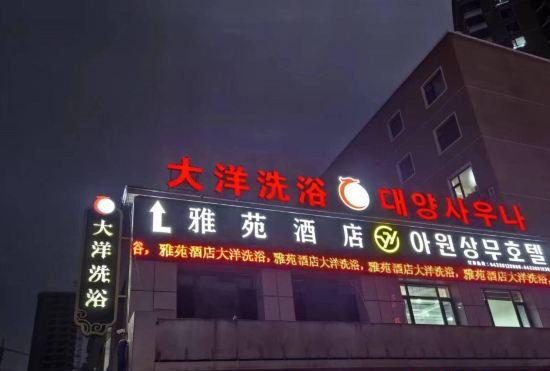 大洋洗浴 대양사우나
雅苑酒店 아원상무호텔
浴，雅苑酒店大洋洗浴，雅苑酒店大洋洗浴，雅苑酒店大洋洗浴，雅苑酒店大洋洗浴
大洋洗浴